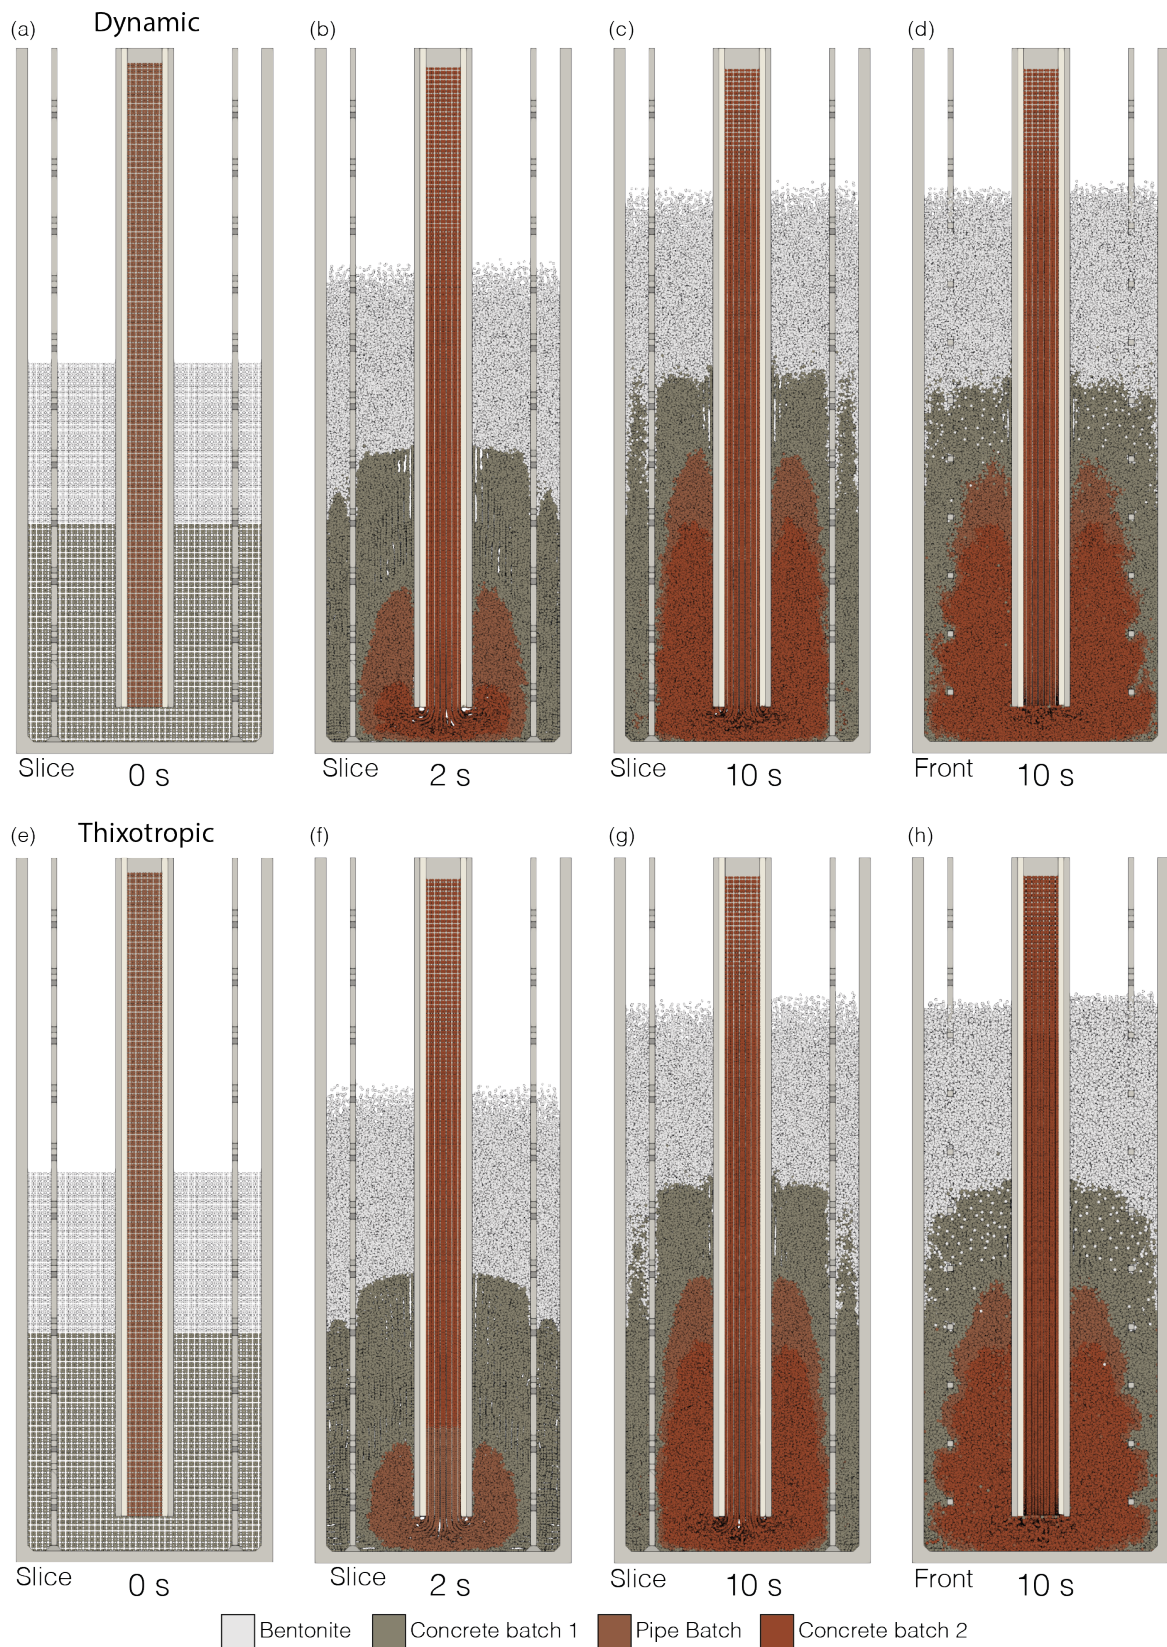 (a) Dynamic (b) (c) (d)
Slice 0 s Slice 2 s Slice 10 s Front 10 s
(e) Thixotropic (f) (g) (h)
Slice 0 s Slice 2 s Slice 10 s Front 10 s
Bentonite Concrete batch 1 Pipe Batch Concrete batch 2